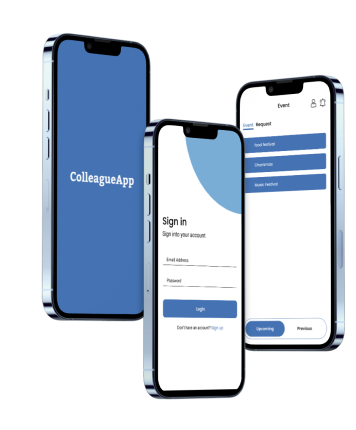 ColleagueApp
Sign in
Sign into your account
Email Address
Password
Login
Don't have an account? Sign up
Event
Event Request
Food festival
Music Festival
Upcoming Previous